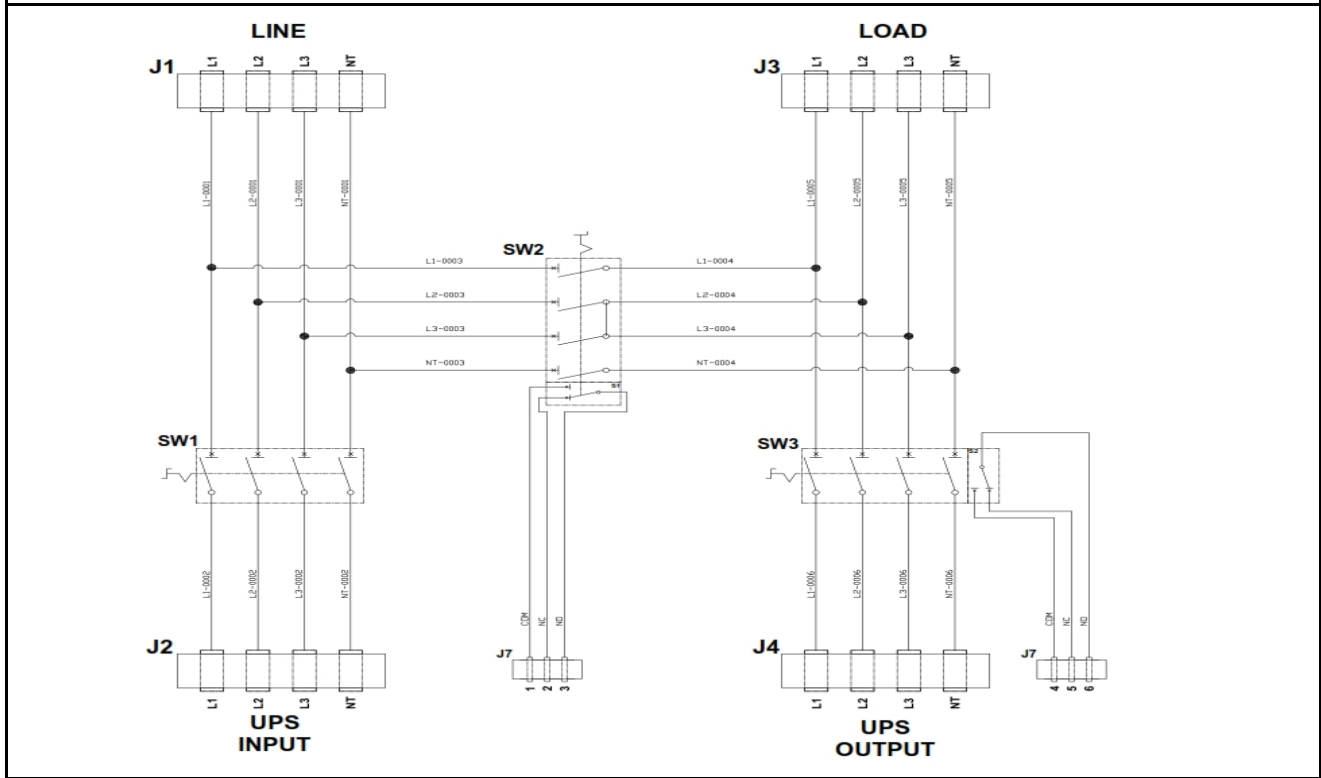 LINE
LOAD
J1
L1
L2
L3
NT
J3
L1
L2
L3
NT
L1-0001
L2-0001
L3-0001
NT-0001
L1-0005
L2-0005
L3-0005
NT-0005
SW2
L1-0003
L1-0004
L2-0003
L2-0004
L3-0003
L3-0004
NT-0003
NT-0004
S1
SW1
SW3
S2
L1-0002
L2-0002
L3-0002
NT-0002
L1-0006
L2-0006
L3-0006
NT-0006
COM
NC
NO
COM
NC
NO
J2
J7
J4
J7
L1
L2
L3
NT
1
2
3
L1
L2
L3
NT
4
5
6
UPS
INPUT
UPS
OUTPUT